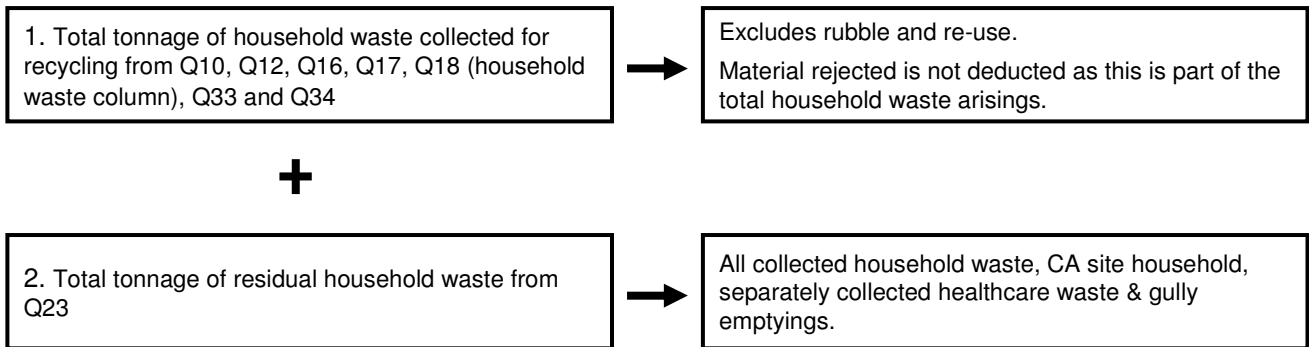 1. Total tonnage of household waste collected for
recycling from Q10, Q12, Q16, Q17, Q18 (household
waste column), Q33 and Q34
Excludes rubble and re-use.
Material rejected is not deducted as this is part of the
total household waste arisings.
+
2. Total tonnage of residual household waste from
Q23
All collected household waste, CA site household,
separately collected healthcare waste & gully
emptyings.